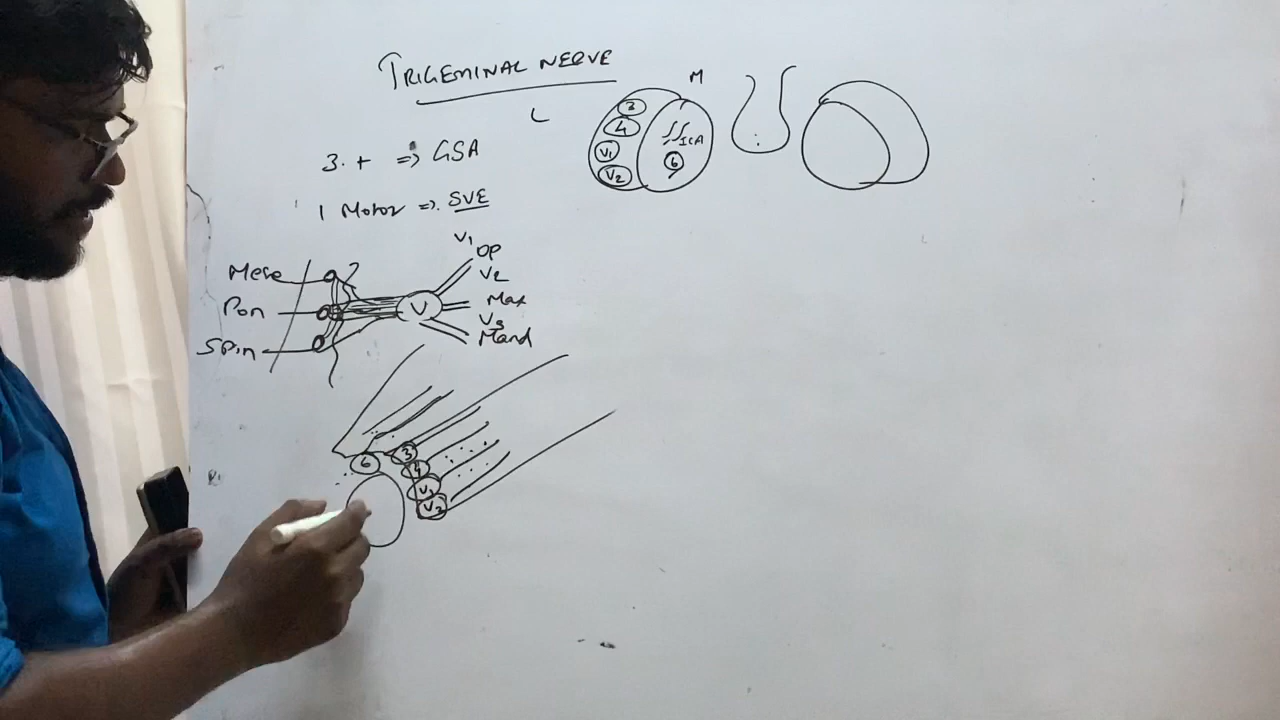 TRIGEMINAL NERVE
L
M
3
4
V1
V2
ICA
6
3. + => GSA
1 Motor => SVE
V1 OP
V2
Max
V3
Mand
Mese
Pon
Spin
V
6
3
4
V1
V2